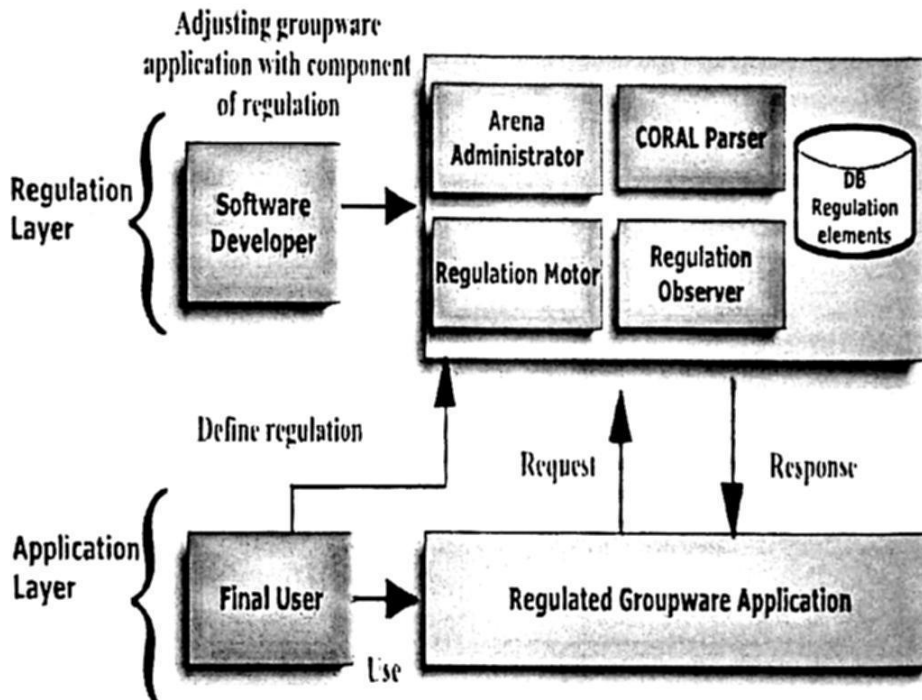 Adjusting groupware
application with component
of regulation
Regulation
Layer
Software
Developer
Arena
Administrator
CORAL Parser
DB
Regulation
elements
Regulation Motor
Regulation
Observer
Define regulation
Request
Response
Application
Layer
Final User
Use
Regulated Groupware Application